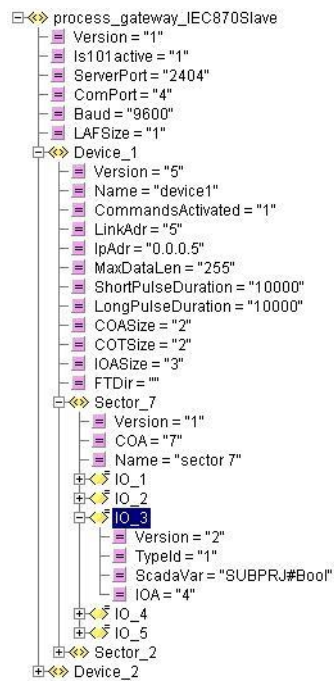 process_gateway_IEC870Slave
Version = "1"
Is101active = "1"
ServerPort = "2404"
ComPort = "4"
Baud = "9600"
LAFSize = "1"
Device_1
Version = "5"
Name = "device1"
CommandsActivated = "1"
LinkAdr = "5"
IpAdr = "0.0.0.5"
MaxDataLen = "255"
ShortPulseDuration = "10000"
LongPulseDuration = "10000"
COASize = "2"
COTSize = "2"
IOASize = "3"
FTDir = ""
Sector_7
Version = "1"
COA = "7"
Name = "sector 7"
IO_1
IO_2
IO_3
Version = "2"
TypeId = "1"
ScadaVar = "SUBPRJ#Bool"
IOA = "4"
IO_4
IO_5
Sector_2
Device_2